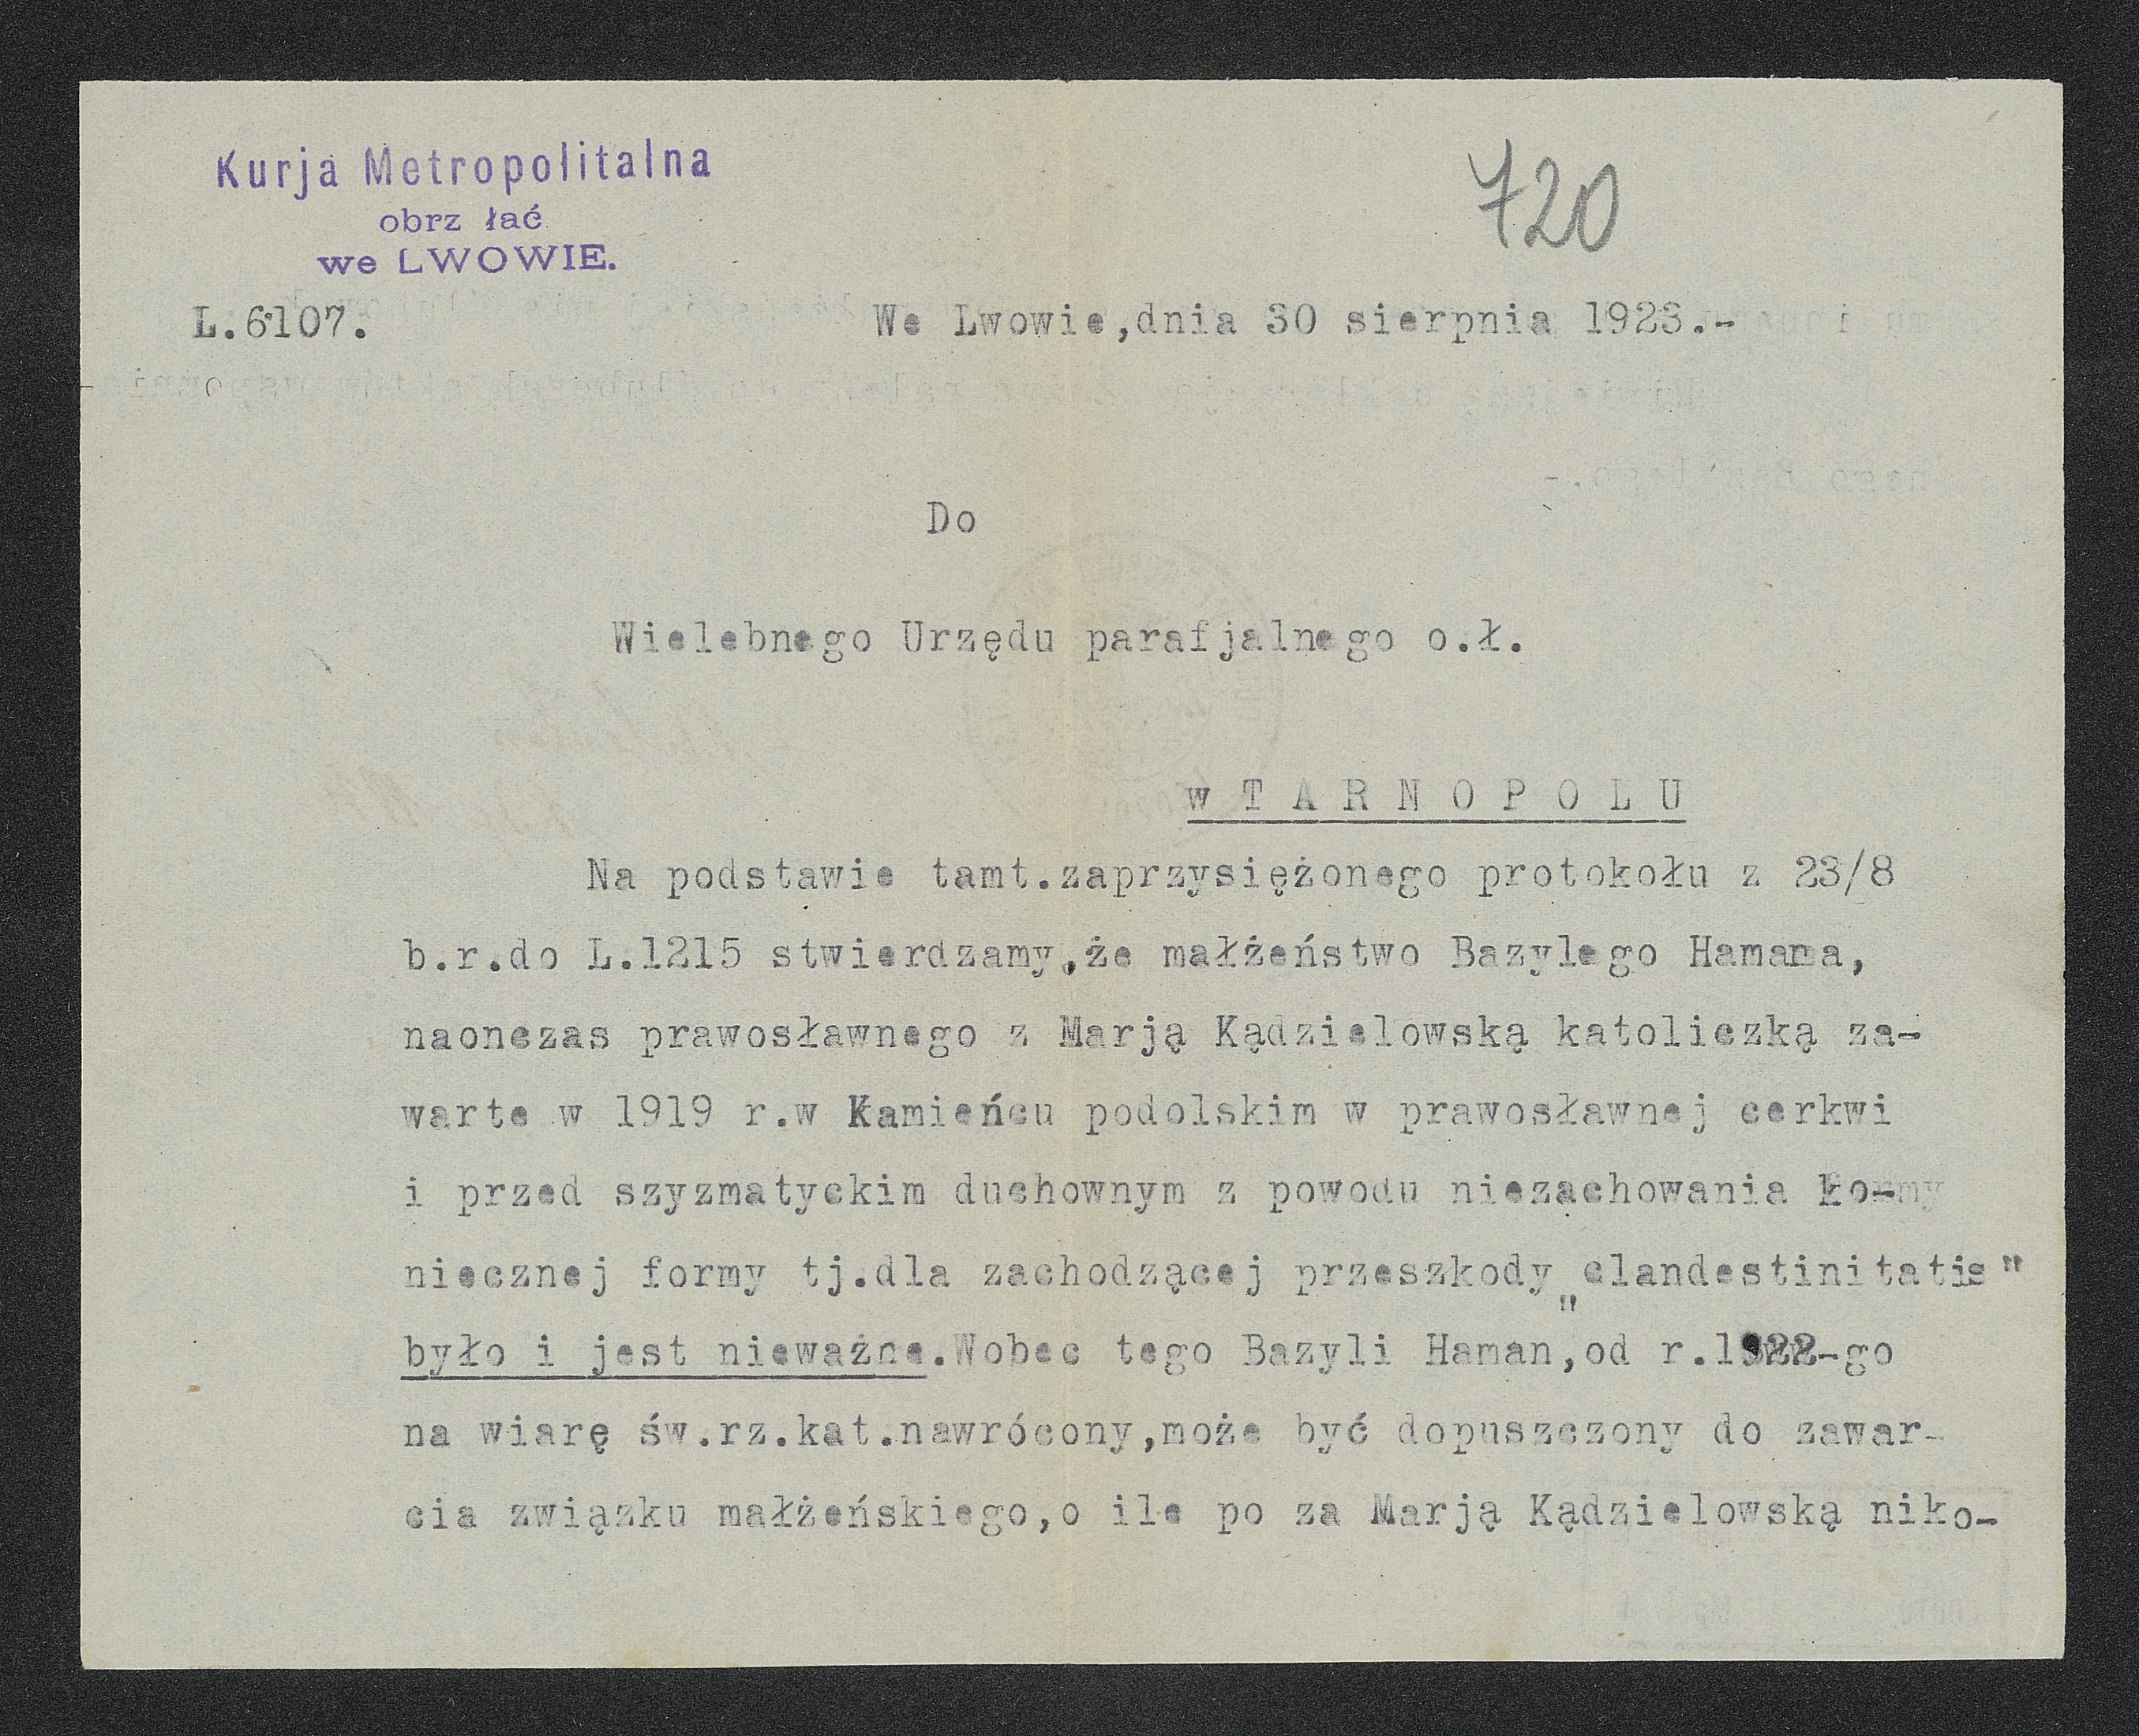 Kurja Metropolitalna
obrz łać
we LWOWIE.
720
L.6107.
We Lwowie,dnia 30 sierpnia 1923.-
Do
Wielebnego Urzędu parafjalnego o.ł.
w T A R N O P O L U
Na podstawie tamt.zaprzysiężonego protokołu z 23/8
b.r.do L.1215 stwierdzamy,że małżeństwo Bazylego Hamana,
naonczas prawosławnego z Marją Kądzielowską katoliczką za-
warte w 1919 r.w Kamieńcu podolskim w prawosławnej cerkwi
i przed szyzmatyckim duchownym z powodu niezachowania ko-
niecznej formy tj.dla zachodzącej przeszkody „clandestinitatis"
było i jest nieważne.Wobec tego Bazyli Haman,od r.1922-go
na wiarę św.rz.kat.nawrócony,może być dopuszczony do zawar-
cia związku małżeńskiego,o ile po za Marją Kądzielowską niko-